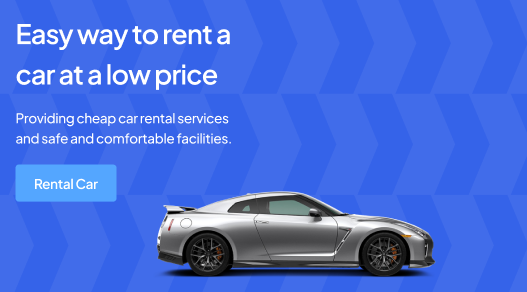 Easy way to rent a
car at a low price
Providing cheap car rental services
and safe and comfortable facilities.
Rental Car